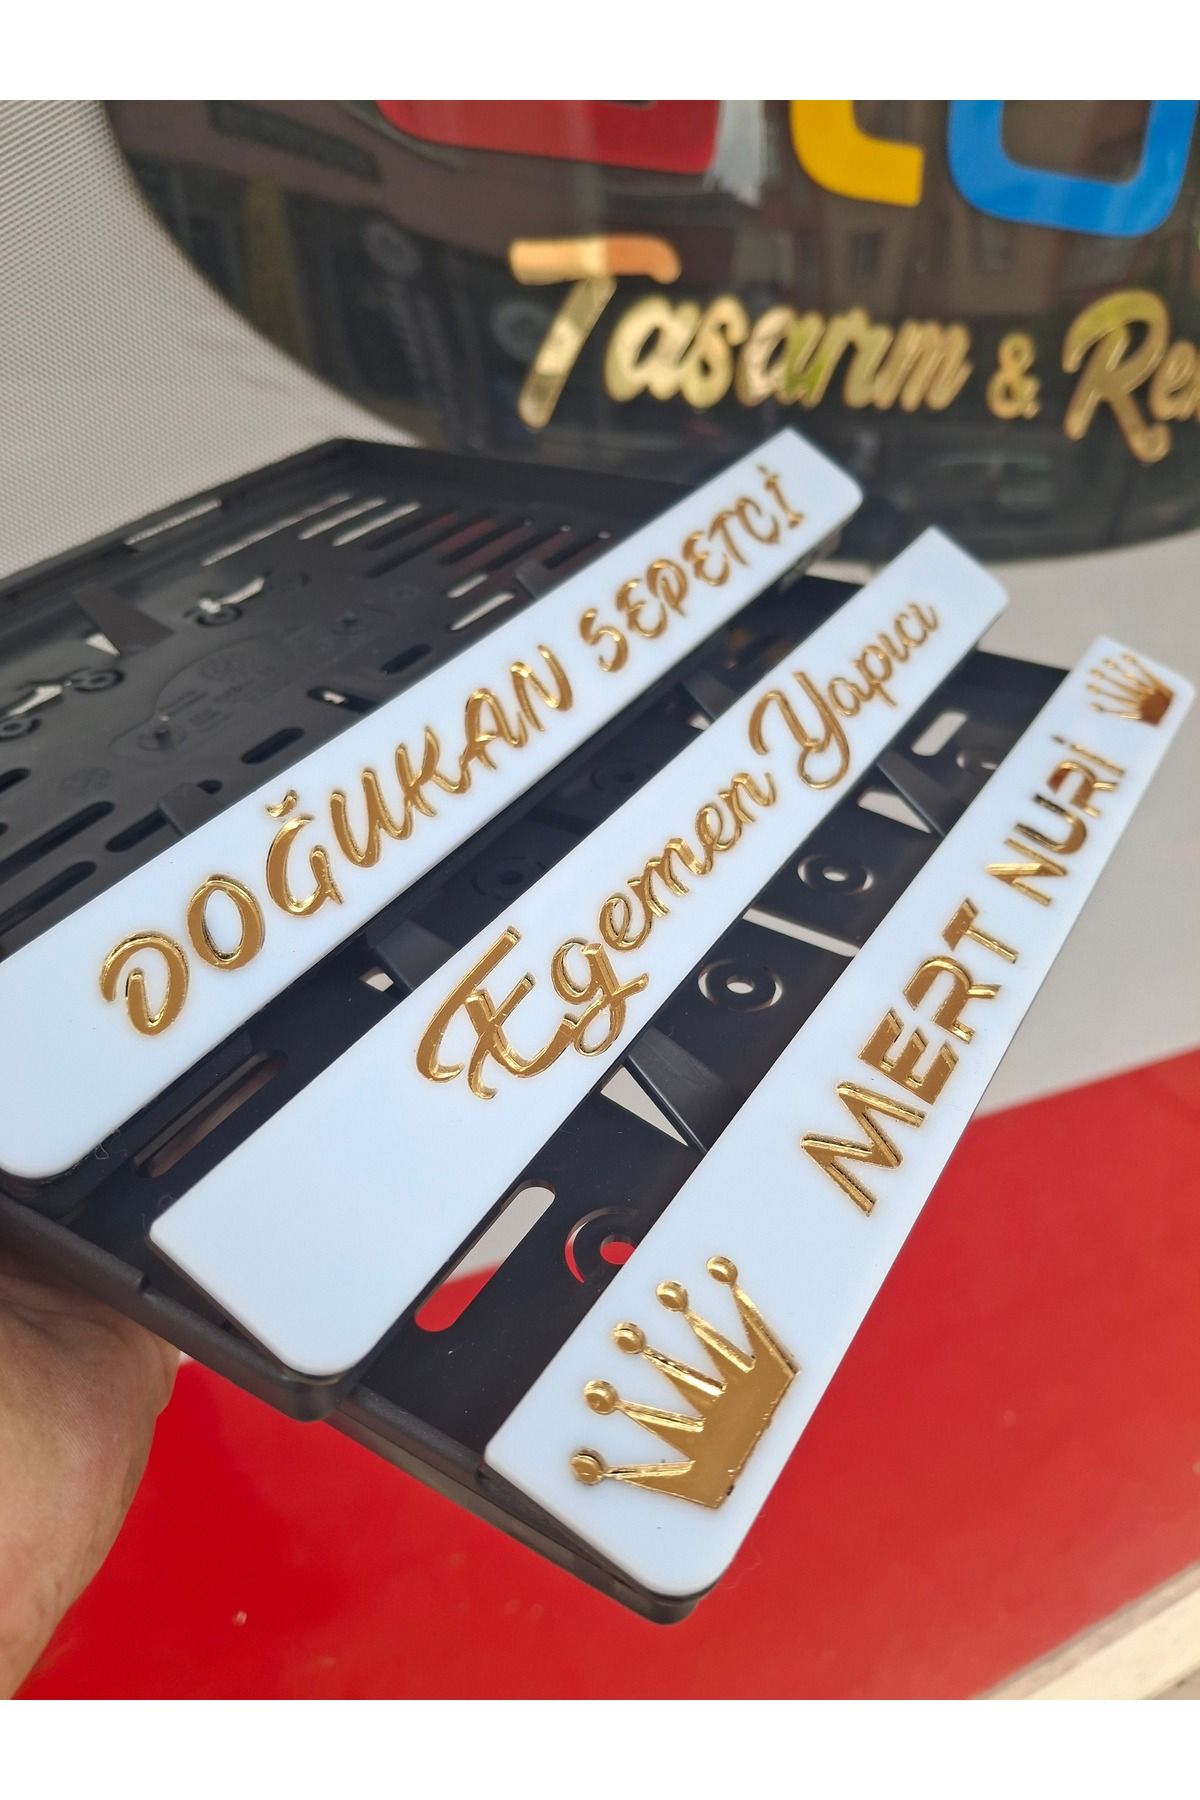 Tasarım & Re
DOĞUKAN SEPETCİ
Egemen Yapıcı
MERT NURİ